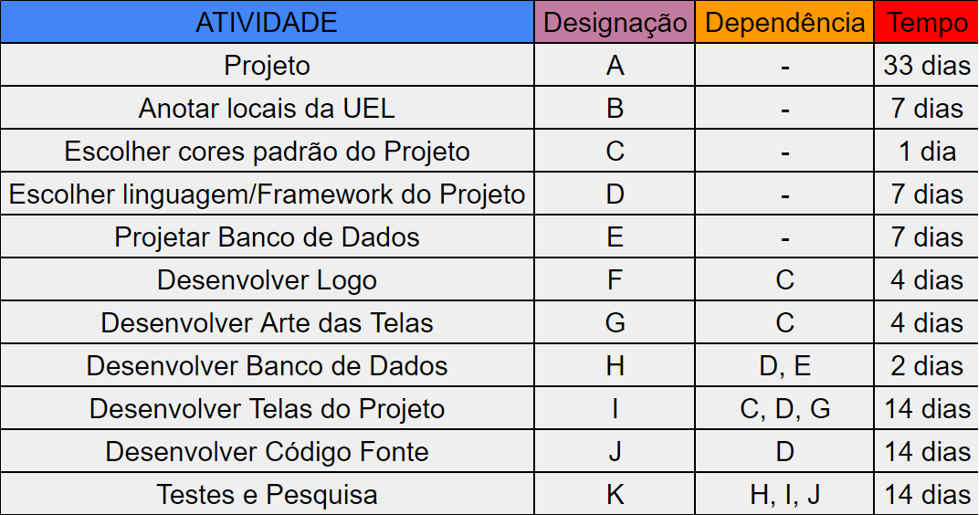 ATIVIDADE Designação Dependência Tempo
Projeto A - 33 dias
Anotar locais da UEL B - 7 dias
Escolher cores padrão do Projeto C - 1 dia
Escolher linguagem/Framework do Projeto D - 7 dias
Projetar Banco de Dados E - 7 dias
Desenvolver Logo F C 4 dias
Desenvolver Arte das Telas G C 4 dias
Desenvolver Banco de Dados H D, E 2 dias
Desenvolver Telas do Projeto I C, D, G 14 dias
Desenvolver Código Fonte J D 14 dias
Testes e Pesquisa K H, I, J 14 dias